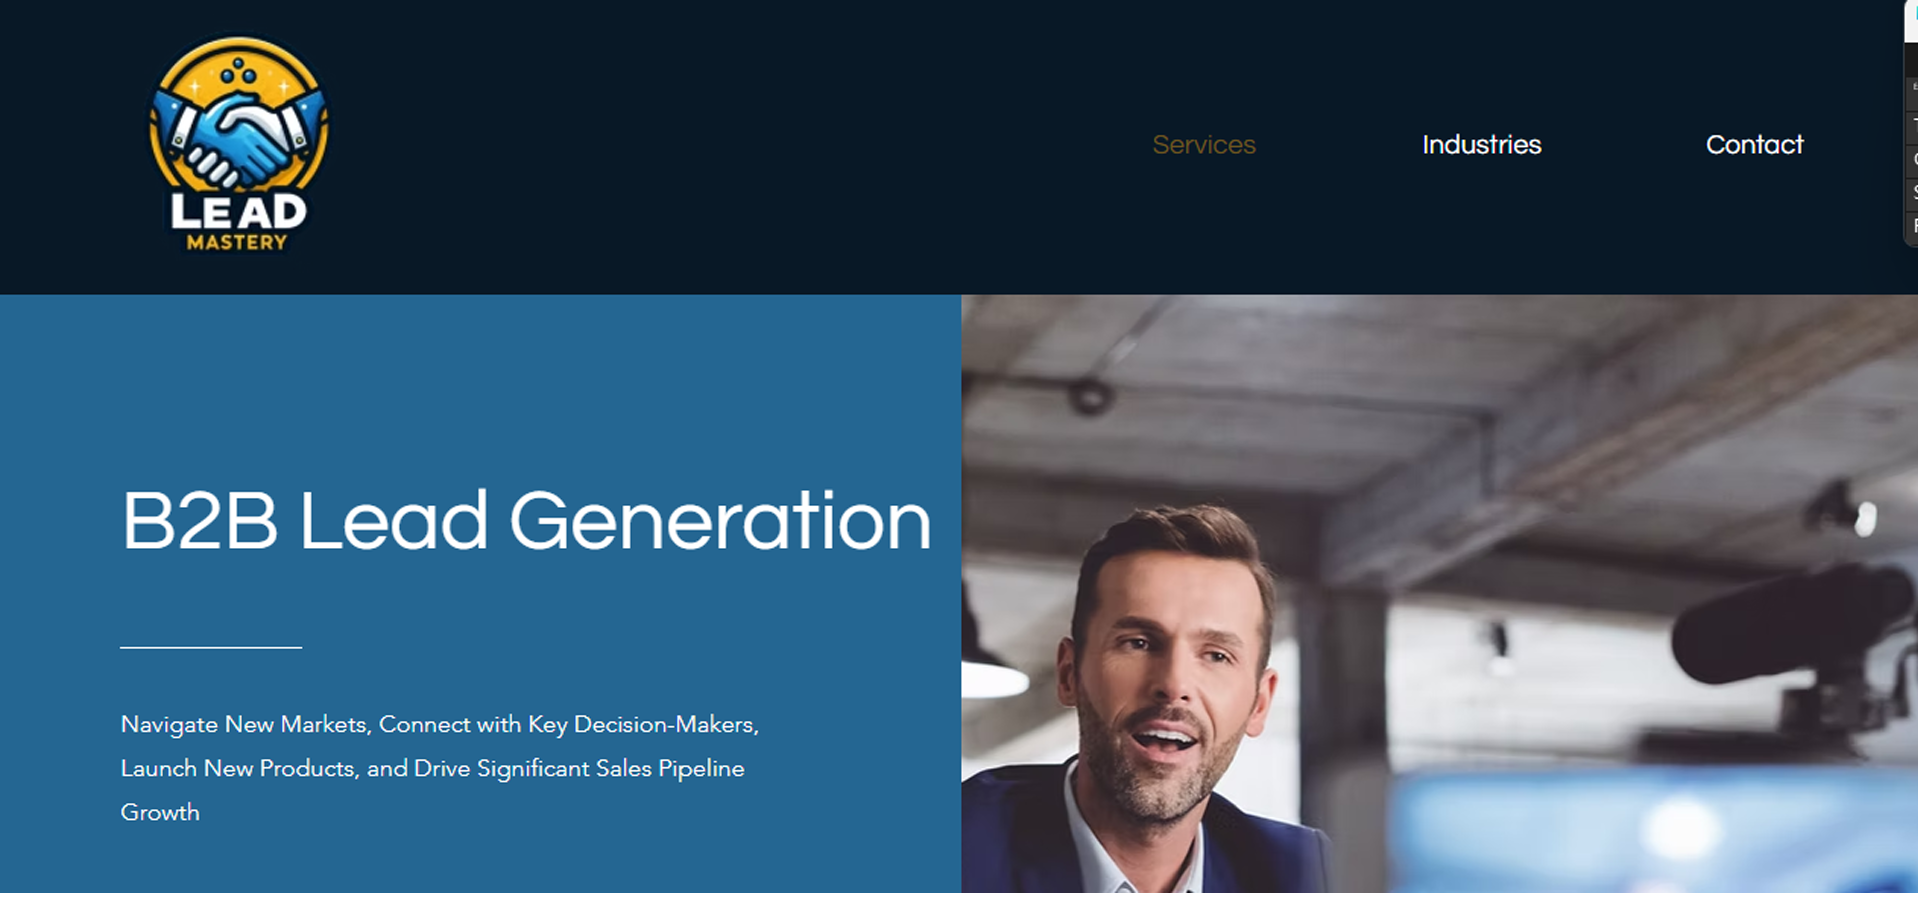 LEAD
MASTERY
Services
Industries
Contact
B2B Lead Generation
Navigate New Markets, Connect with Key Decision-Makers,
Launch New Products, and Drive Significant Sales Pipeline
Growth